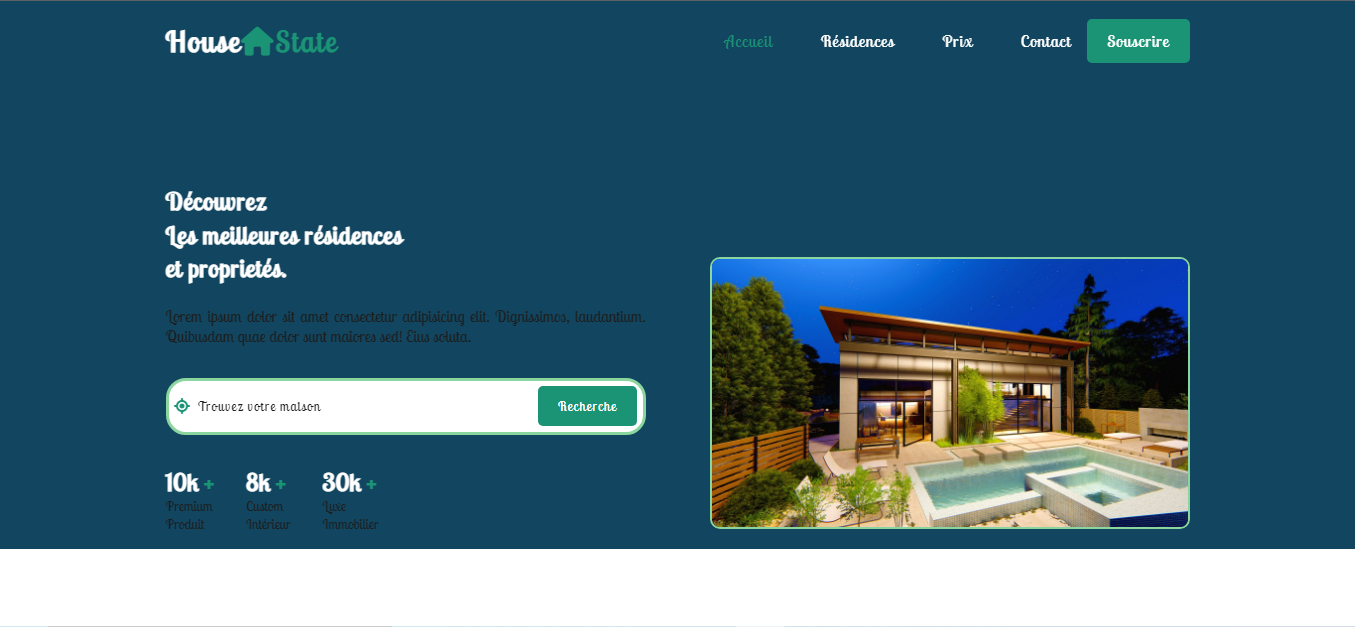 House State
Accueil Résidences Prix Contact Souscrire
Découvrez
Les meilleures résidences
et proprietés.
Lorem ipsum dolor sit amet consectetur adipisicing elit. Dignissimos, laudantium.
Quibusdam quae dolor sunt maiores sed! Eius soluta.
Trouvez votre maison
Recherche
10k + 8k + 30k +
Premium Custom Luxe
Produit Intérieur Immobilier